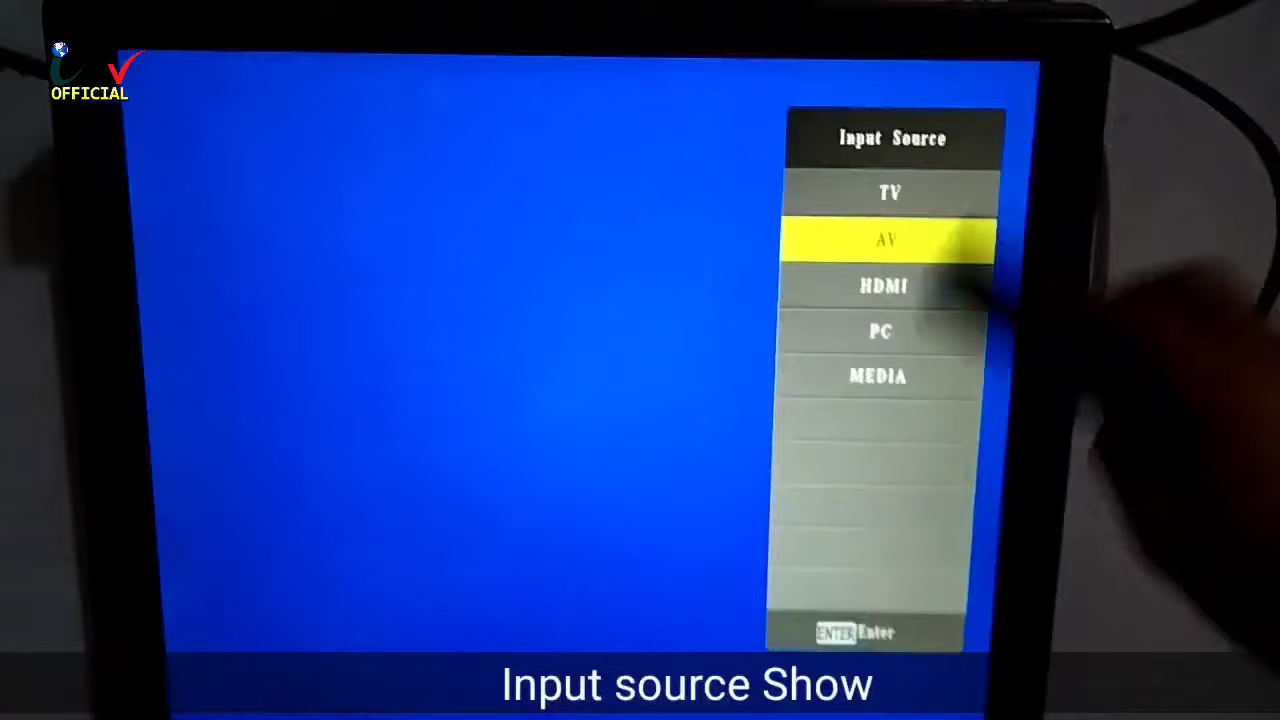 OFFICIAL
Input Source
TV
AV
HDMI
PC
MEDIA
ENTER Enter
Input source Show